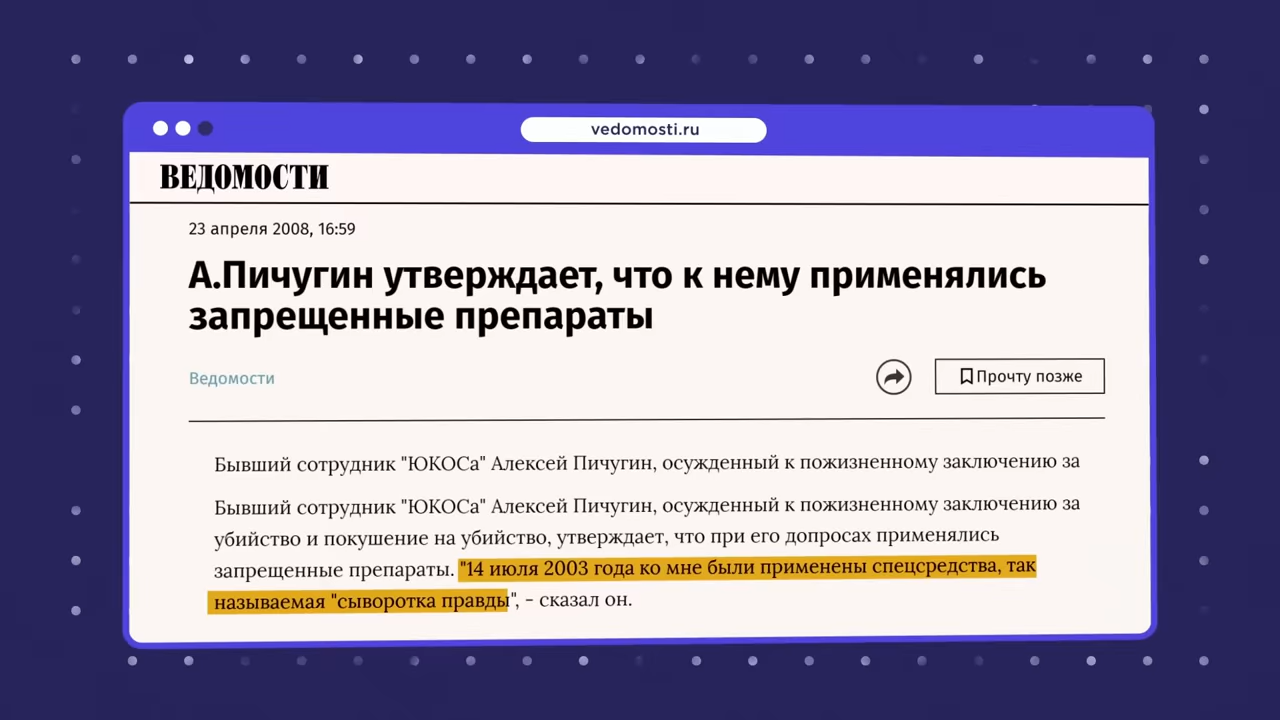 vedomosti.ru
ВЕДОМОСТИ
23 апреля 2008, 16:59
А.Пичугин утверждает, что к нему применялись
запрещенные препараты
Ведомости
Прочту позже
Бывший сотрудник "ЮКОСа" Алексей Пичугин, осужденный к пожизненному заключению за
Бывший сотрудник "ЮКОСа" Алексей Пичугин, осужденный к пожизненному заключению за
убийство и покушение на убийство, утверждает, что при его допросах применялись
запрещенные препараты. "14 июля 2003 года ко мне были применены спецсредства, так
называемая "сыворотка правды", - сказал он.